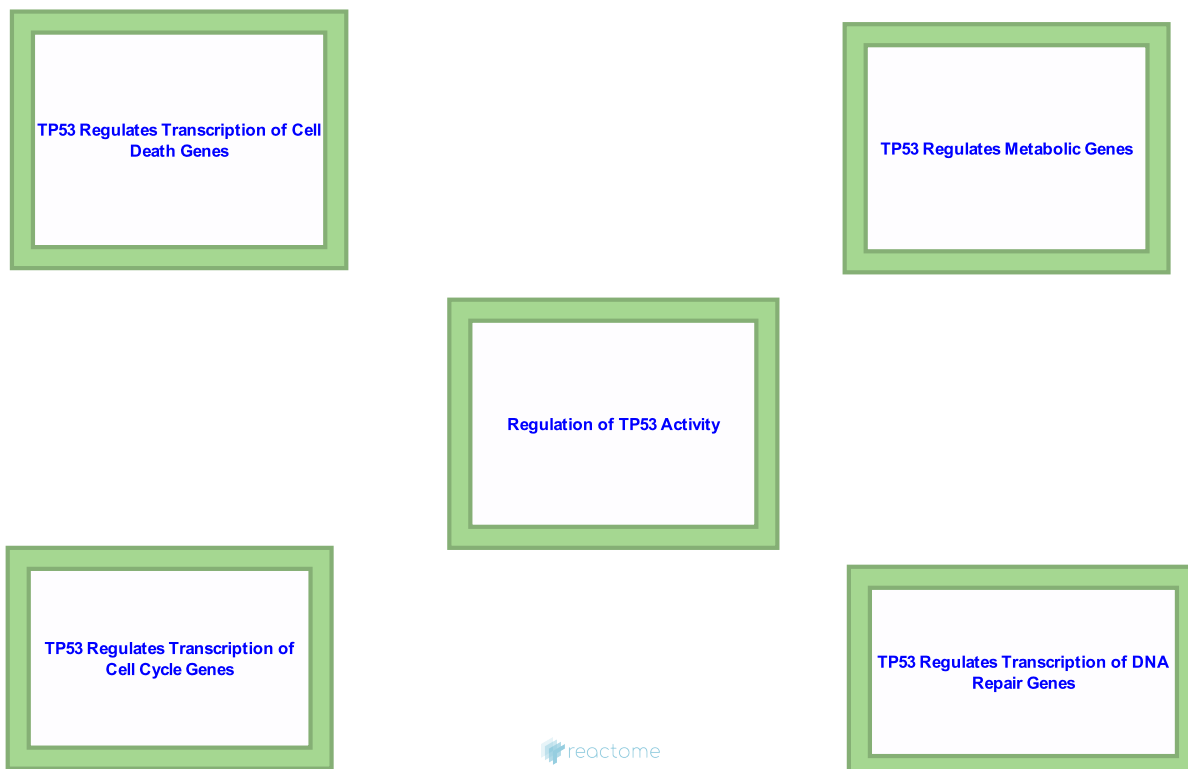 TP53 Regulates Transcription of Cell
Death Genes
TP53 Regulates Metabolic Genes
Regulation of TP53 Activity
TP53 Regulates Transcription of
Cell Cycle Genes
TP53 Regulates Transcription of DNA
Repair Genes
reactome